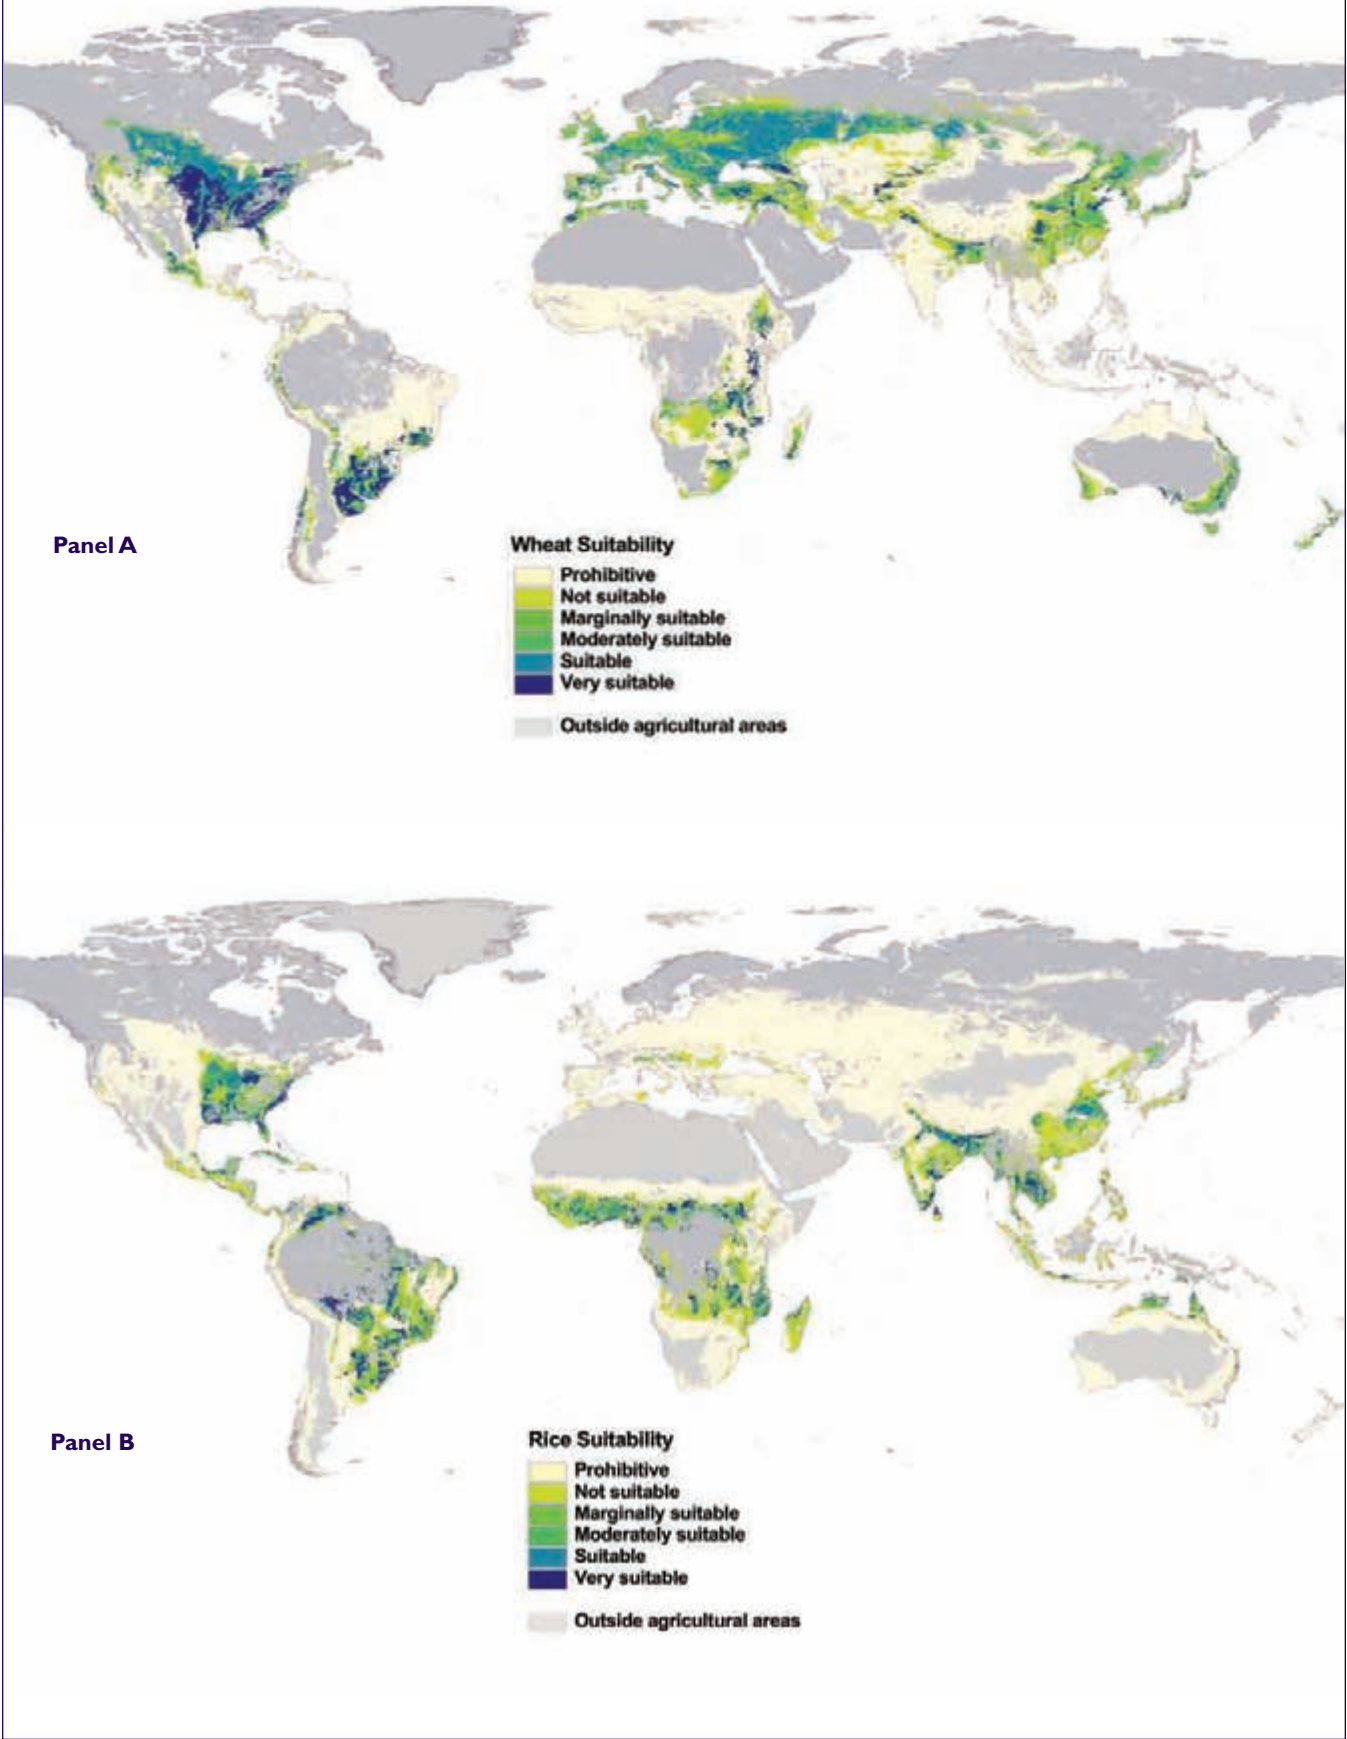 Panel A
Wheat Suitability
Prohibitive
Not suitable
Marginally suitable
Moderately suitable
Suitable
Very suitable
Outside agricultural areas
Panel B
Rice Suitability
Prohibitive
Not suitable
Marginally suitable
Moderately suitable
Suitable
Very suitable
Outside agricultural areas